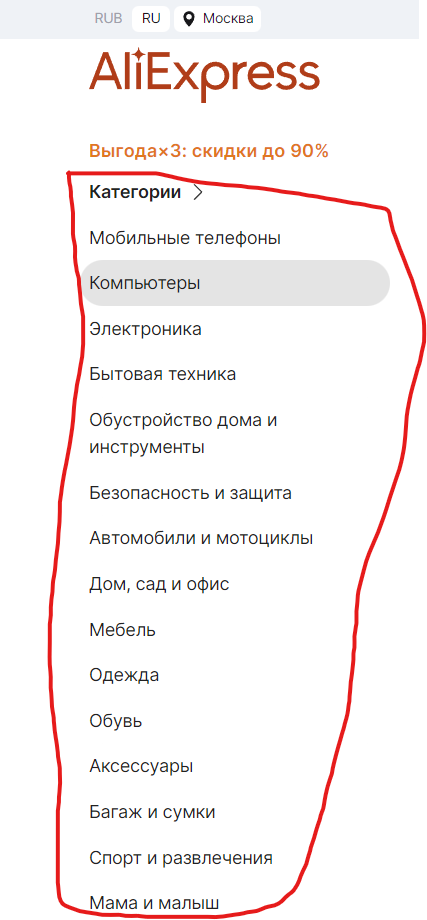 RUB RU Москва
AliExpress
Выгода×3: скидки до 90%
Категории
Мобильные телефоны
Компьютеры
Электроника
Бытовая техника
Обустройство дома и
инструменты
Безопасность и защита
Автомобили и мотоциклы
Дом, сад и офис
Мебель
Одежда
Обувь
Аксессуары
Багаж и сумки
Спорт и развлечения
Мама и малыш